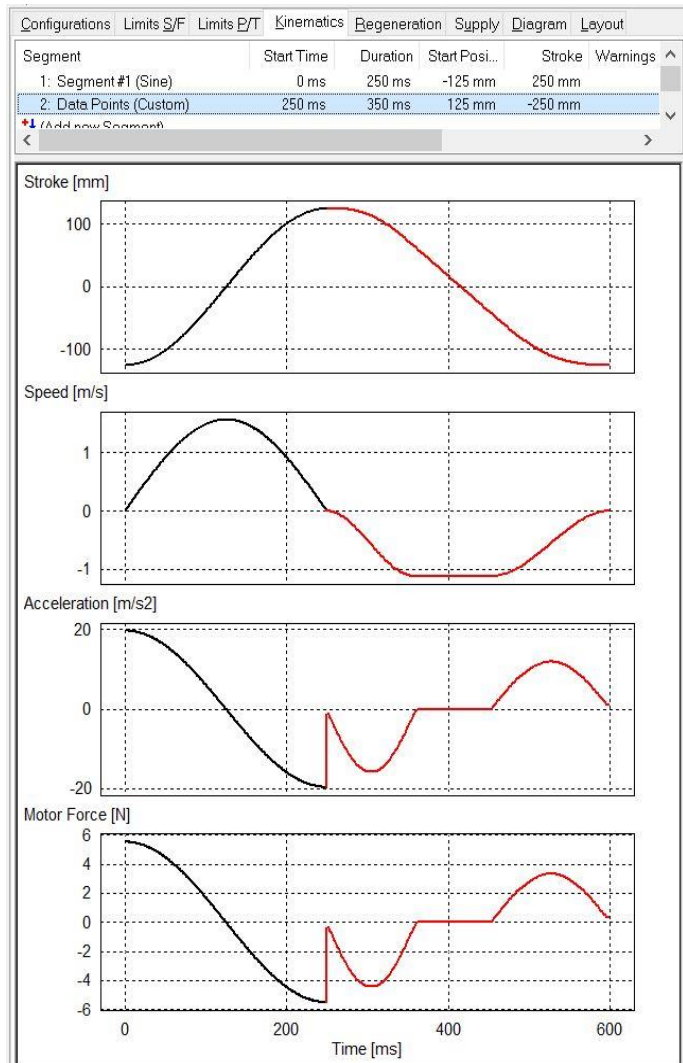 Configurations Limits S/F Limits P/T Kinematics Regeneration Supply Diagram Layout
Segment Start Time Duration Start Posi... Stroke Warnings
1: Segment #1 (Sine) 0 ms 250 ms -125 mm 250 mm
2: Data Points (Custom) 250 ms 350 ms 125 mm -250 mm
(Add new Segment)
Stroke [mm]
100
0
-100
Speed [m/s]
1
0
-1
Acceleration [m/s2]
20
0
-20
Motor Force [N]
6
4
2
0
-2
-4
-6
0 200 400 600
Time [ms]